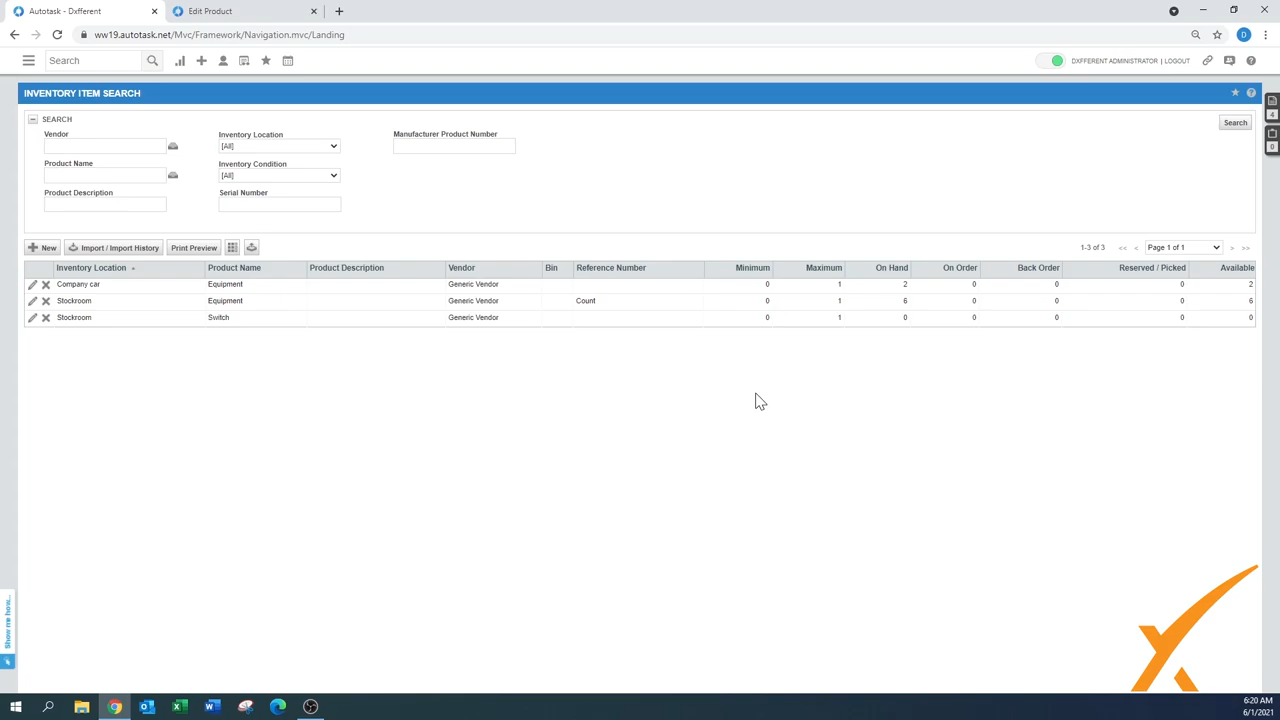 Autotask - Dxfferent
Edit Product
ww19.autotask.net/Mvc/Framework/Navigation.mvc/Landing
D
Search
DXFFERENT ADMINISTRATOR | LOGOUT
INVENTORY ITEM SEARCH
SEARCH
Search
4
0
Vendor
Inventory Location
Manufacturer Product Number
[All]
Product Name
Inventory Condition
[All]
Product Description
Serial Number
New
Import / Import History
Print Preview
1-3 of 3 << < Page 1 of 1 > >>
Inventory Location Product Name Product Description Vendor Bin Reference Number Minimum Maximum On Hand On Order Back Order Reserved / Picked Available
Company car Equipment Generic Vendor 0 1 2 0 0 0 2
Stockroom Equipment Generic Vendor Count 0 1 6 0 0 0 6
Stockroom Switch Generic Vendor 0 1 0 0 0 0 0
Show me how...
6:20 AM
6/1/2021